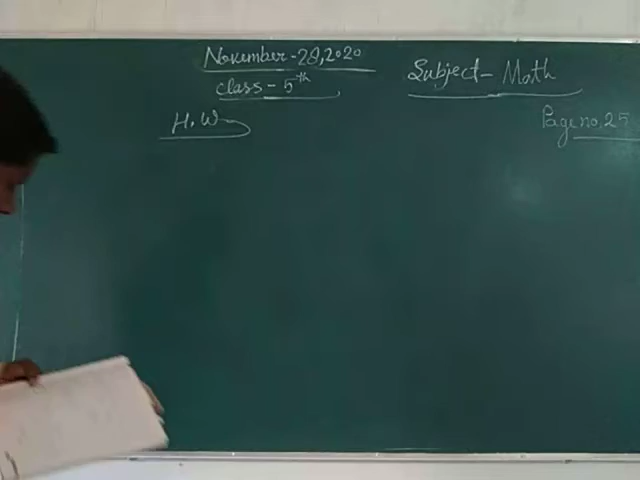 November-28,2020
Subject- Math
class-5th
H.W
Page no.25